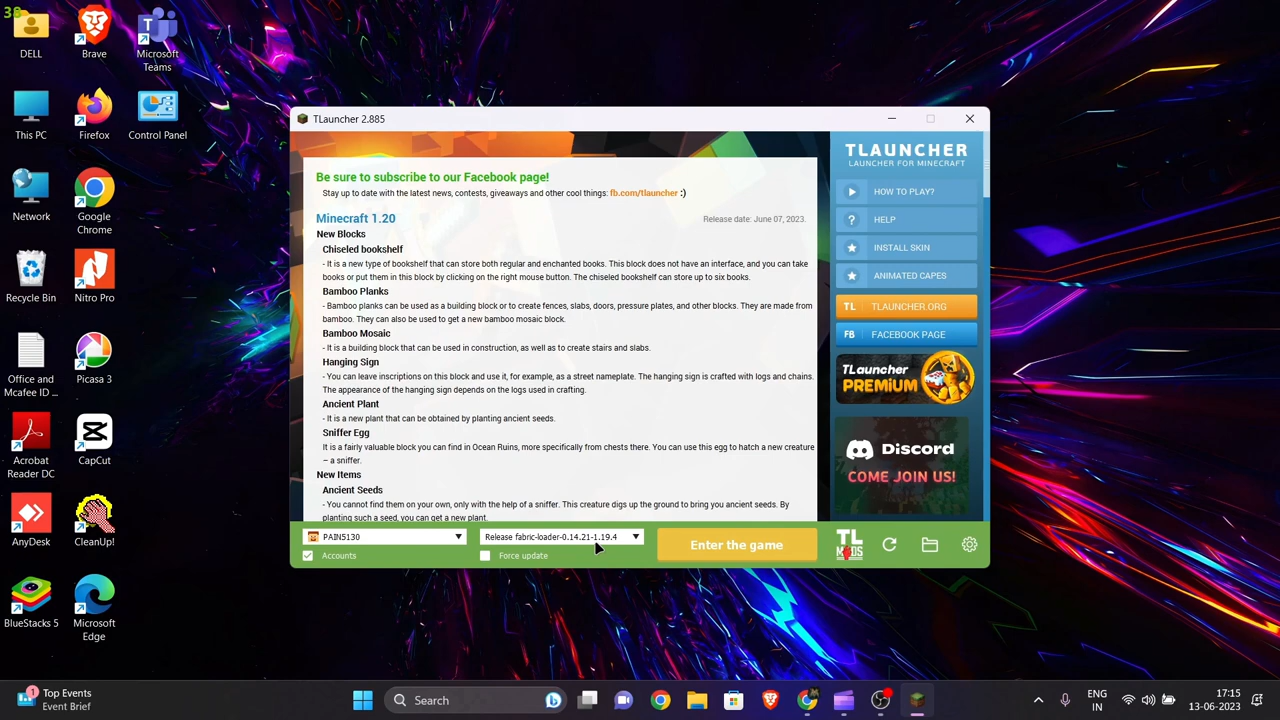 38
DELL
Brave
Microsoft
Teams
This PC
Firefox
Control Panel
Network
Google
Chrome
Recycle Bin
Nitro Pro
Office and
Mcafee ID ...
Picasa 3
Acrobat
Reader DC
CapCut
AnyDesk
CleanUp!
BlueStacks 5
Microsoft
Edge
TLauncher 2.885
Be sure to subscribe to our Facebook page!
Stay up to date with the latest news, contests, giveaways and other cool things: fb.com/tlauncher :)
Minecraft 1.20
Release date: June 07, 2023.
New Blocks
Chiseled bookshelf
- It is a new type of bookshelf that can store both regular and enchanted books. This block does not have an interface, and you can take
books or put them in this block by clicking on the right mouse button. The chiseled bookshelf can store up to six books.
Bamboo Planks
- Bamboo planks can be used as a building block or to create fences, slabs, doors, pressure plates, and other blocks. They are made from
bamboo. They can also be used to get a new bamboo mosaic block.
Bamboo Mosaic
- It is a building block that can be used in construction, as well as to create stairs and slabs.
Hanging Sign
- You can leave inscriptions on this block and use it, for example, as a street nameplate. The hanging sign is crafted with logs and chains.
The appearance of the hanging sign depends on the logs used in crafting.
Ancient Plant
- It is a new plant that can be obtained by planting ancient seeds.
Sniffer Egg
It is a fairly valuable block you can find in Ocean Ruins, more specifically from chests there. You can use this egg to hatch a new creature
– a sniffer.
New Items
Ancient Seeds
- You cannot find them on your own, only with the help of a sniffer. This creature digs up the ground to bring you ancient seeds. By
planting such a seed, you can get a new plant.
TLAUNCHER
LAUNCHER FOR MINECRAFT
HOW TO PLAY?
? HELP
INSTALL SKIN
ANIMATED CAPES
TL TLAUNCHER.ORG
FB FACEBOOK PAGE
TLauncher
PREMIUM
Discord
COME JOIN US!
PAIN5130
Release fabric-loader-0.14.21-1.19.4
Enter the game
TL
MODS
Accounts
Force update
1
Top Events
Event Brief
Search
ENG
IN
17:13
13-06-2023